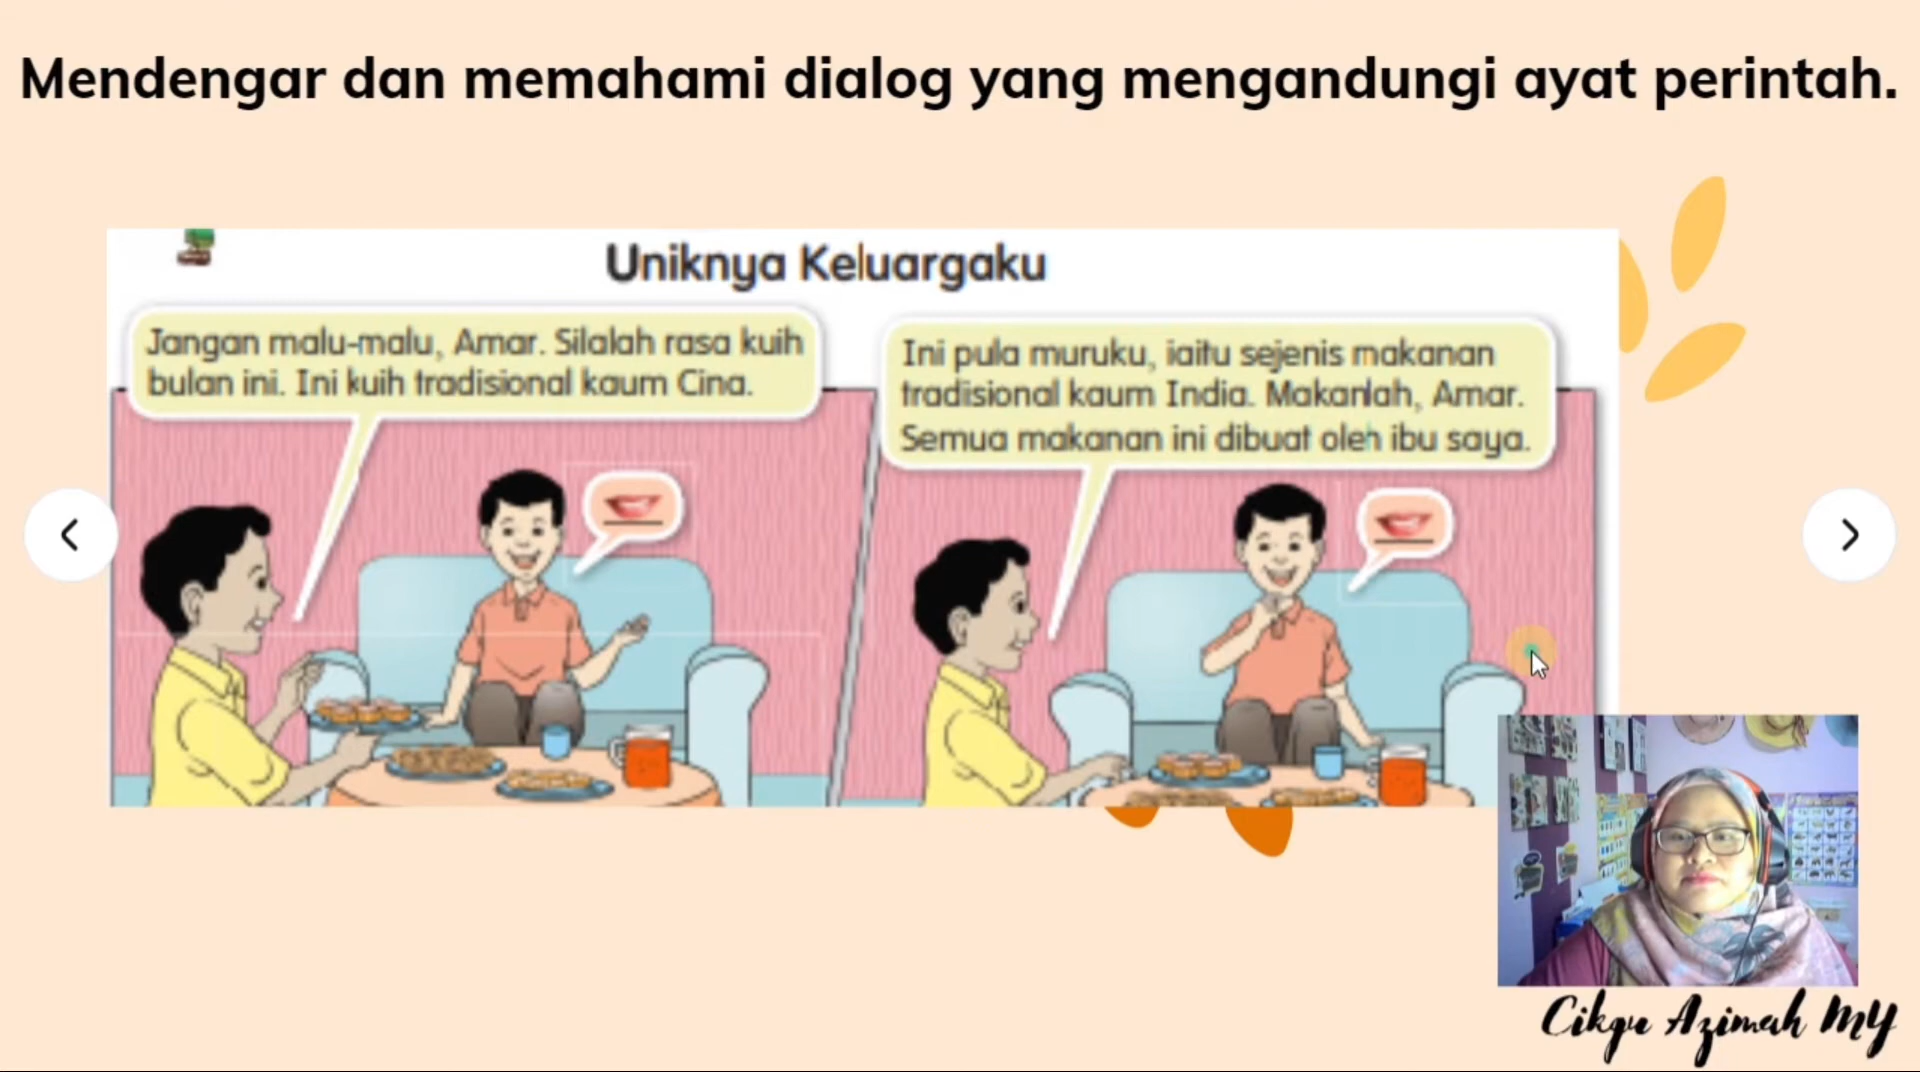 Mendengar dan memahami dialog yang mengandungi ayat perintah.
Uniknya Keluargaku
Jangan malu-malu, Amar. Silalah rasa kuih
bulan ini. Ini kuih tradisional kaum Cina.
Ini pula muruku, iaitu sejenis makanan
tradisional kaum India. Makanlah, Amar.
Semua makanan ini dibuat oleh ibu saya.
Cikgu Azimah MY